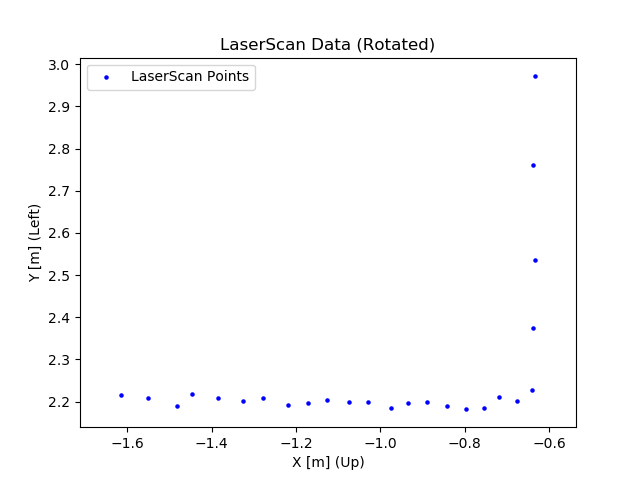 LaserScan Data (Rotated)
LaserScan Points
3.0
2.9
2.8
2.7
2.6
2.5
2.4
2.3
2.2
Y [m] (Left)
−1.6 −1.4 −1.2 −1.0 −0.8 −0.6
X [m] (Up)